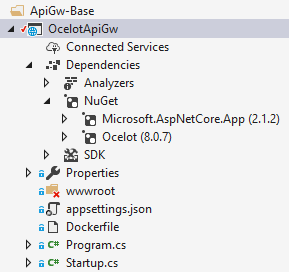 ApiGw-Base
OcelotApiGw
Connected Services
Dependencies
Analyzers
NuGet
Microsoft.AspNetCore.App (2.1.2)
Ocelot (8.0.7)
SDK
Properties
wwwroot
appsettings.json
Dockerfile
C# Program.cs
C# Startup.cs